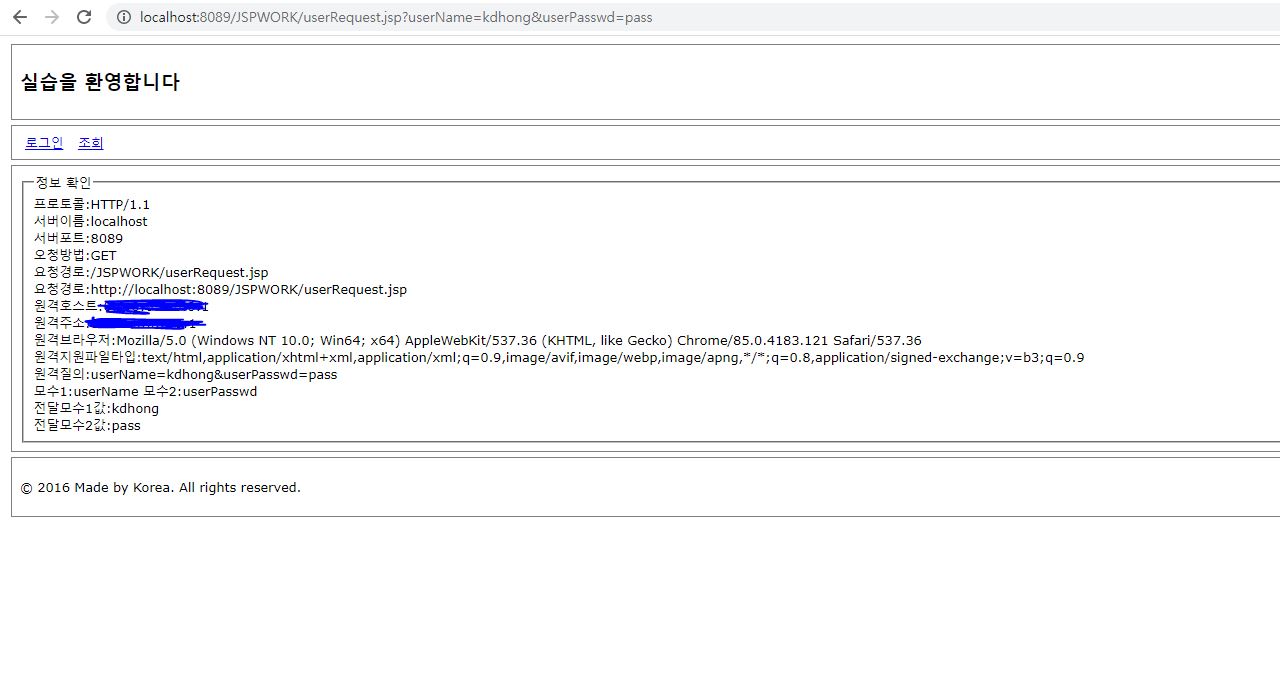 localhost:8089/JSPWORK/userRequest.jsp?userName=kdhong&userPasswd=pass
실습을 환영합니다
로그인 조회
정보 확인
프로토콜:HTTP/1.1
서버이름:localhost
서버포트:8089
오청방법:GET
요청경로:/JSPWORK/userRequest.jsp
요청경로:http://localhost:8089/JSPWORK/userRequest.jsp
원격호스트:
원격주소:
원격브라우저:Mozilla/5.0 (Windows NT 10.0; Win64; x64) AppleWebKit/537.36 (KHTML, like Gecko) Chrome/85.0.4183.121 Safari/537.36
원격지원파일타입:text/html,application/xhtml+xml,application/xml;q=0.9,image/avif,image/webp,image/apng,*/*;q=0.8,application/signed-exchange;v=b3;q=0.9
원격질의:userName=kdhong&userPasswd=pass
모수1:userName 모수2:userPasswd
전달모수1값:kdhong
전달모수2값:pass
© 2016 Made by Korea. All rights reserved.